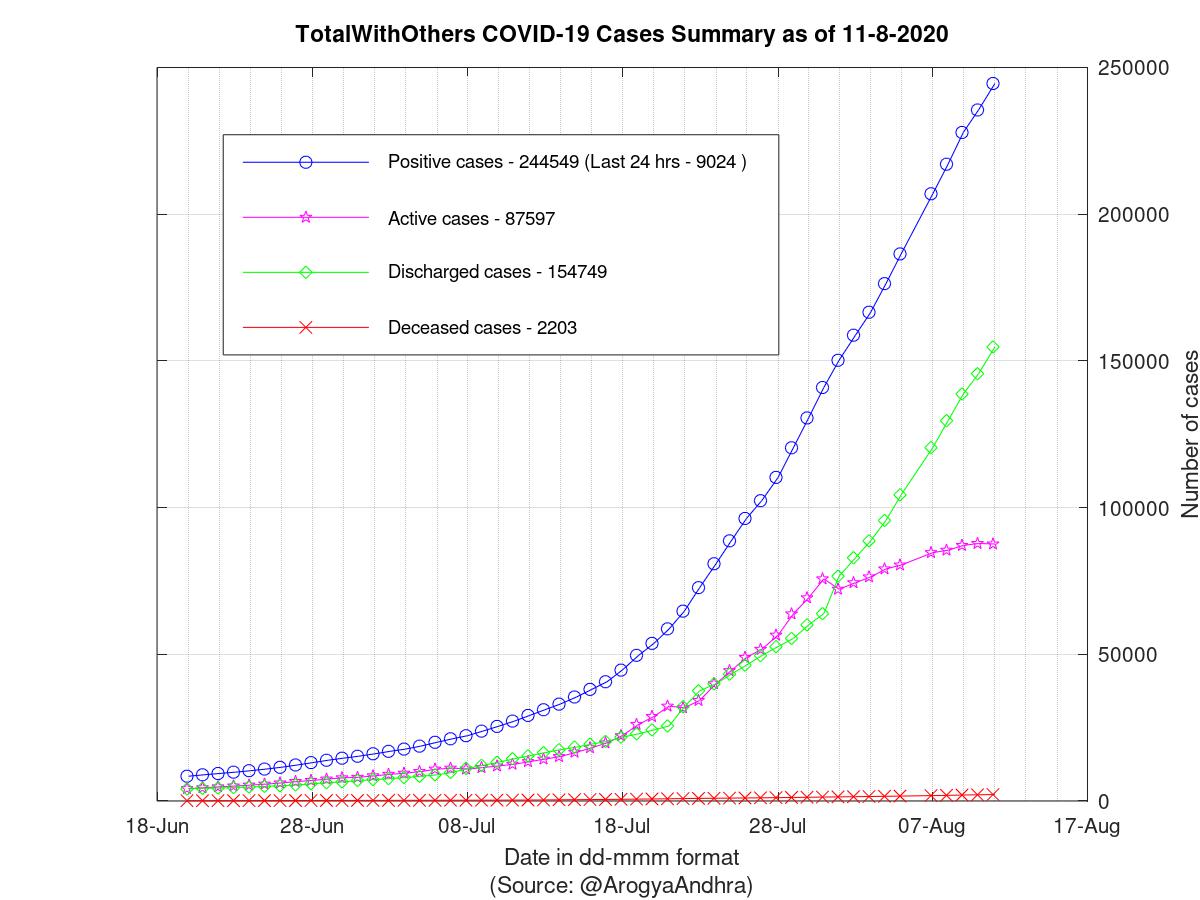 TotalWithOthers COVID-19 Cases Summary as of 11-8-2020
Positive cases - 244549 (Last 24 hrs - 9024 )
Active cases - 87597
Discharged cases - 154749
Deceased cases - 2203
250000
200000
150000
100000
50000
0
Number of cases
18-Jun 28-Jun 08-Jul 18-Jul 28-Jul 07-Aug 17-Aug
Date in dd-mmm format
(Source: @ArogyaAndhra)